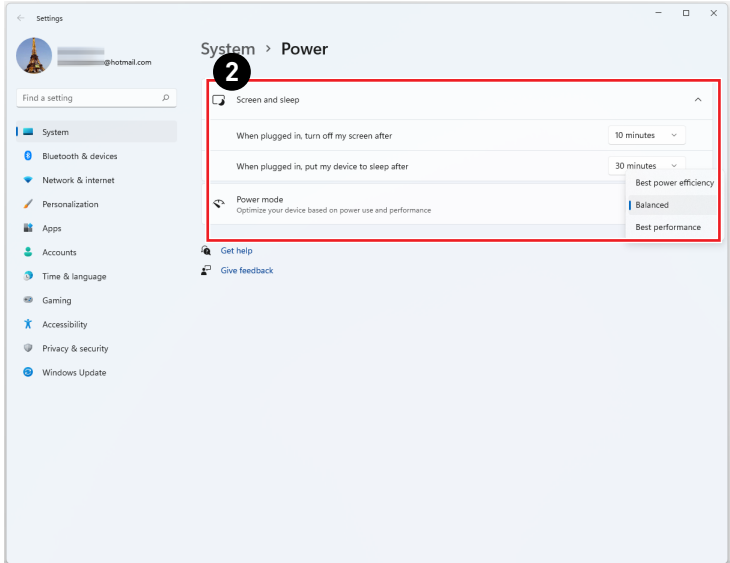 Settings
@hotmail.com
System > Power
2
Find a setting
Screen and sleep
When plugged in, turn off my screen after 10 minutes
When plugged in, put my device to sleep after 30 minutes
Power mode
Optimize your device based on power use and performance
Best power efficiency
Balanced
Best performance
Get help
Give feedback
System
Bluetooth & devices
Network & internet
Personalization
Apps
Accounts
Time & language
Gaming
Accessibility
Privacy & security
Windows Update